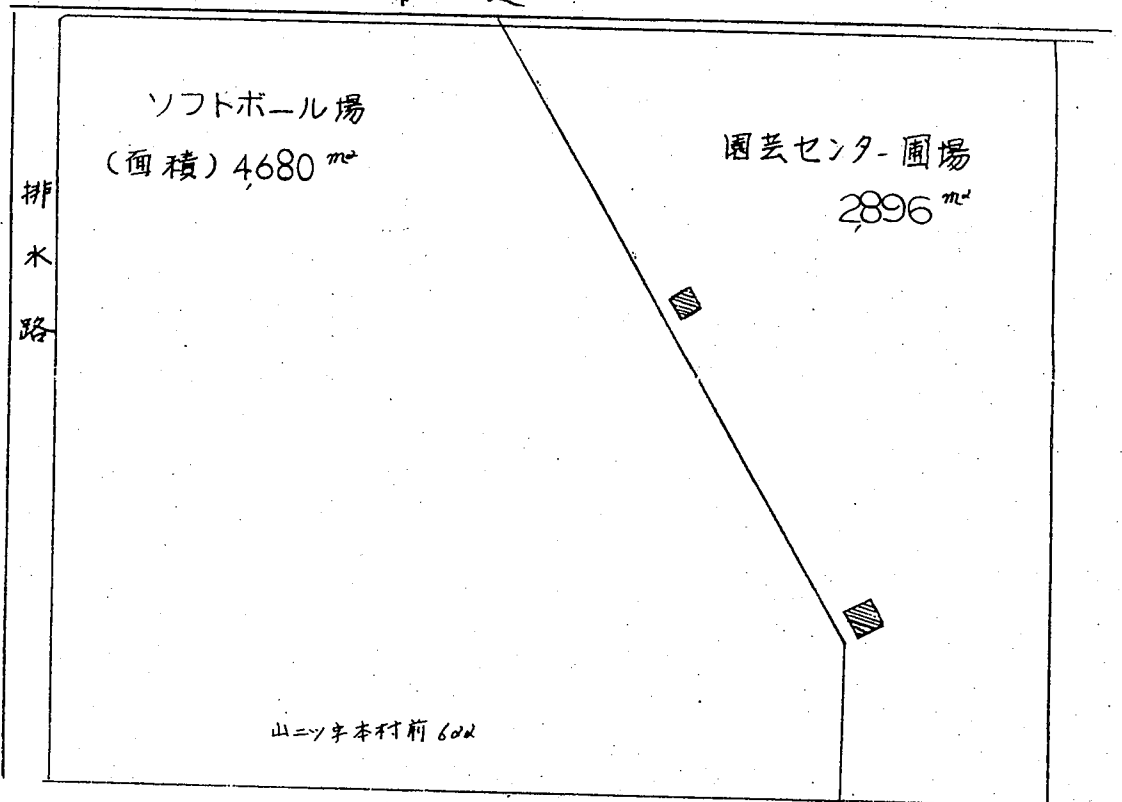 ソフトボール場
(面積) 4,680 m²
園芸センター圃場
2,896 m²
排水路
山二ツ字本村前 622